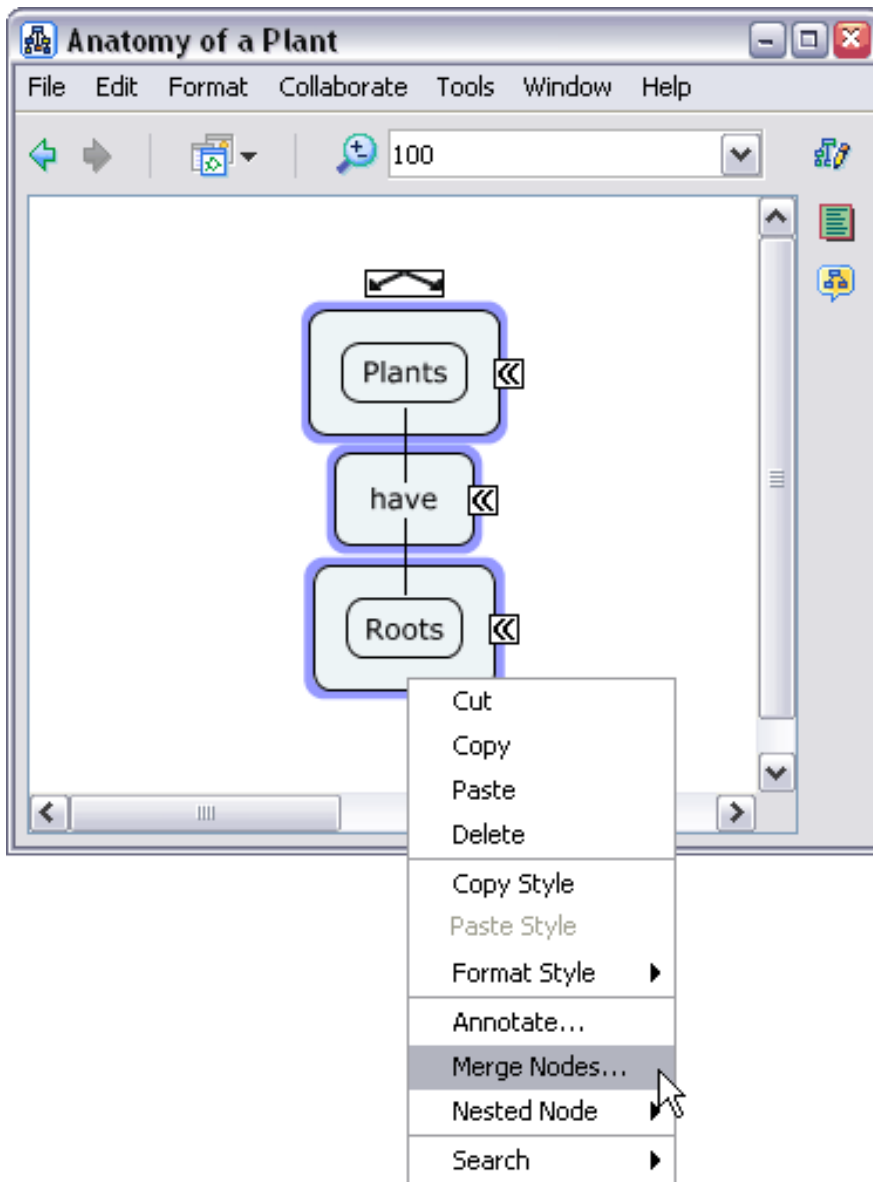 Anatomy of a Plant
File Edit Format Collaborate Tools Window Help
100
Plants
have
Roots
Cut
Copy
Paste
Delete
Copy Style
Paste Style
Format Style
Annotate...
Merge Nodes...
Nested Node
Search